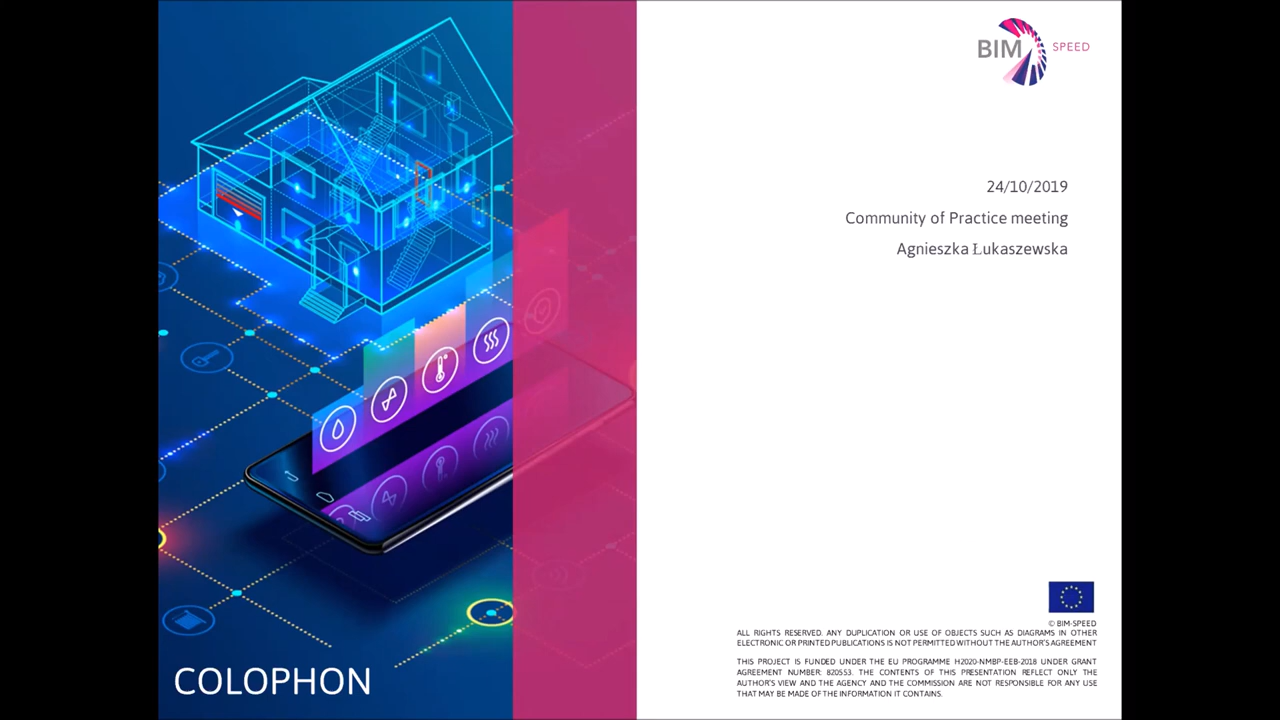 BIM SPEED
24/10/2019
Community of Practice meeting
Agnieszka Łukaszewska
© BIM-SPEED
ALL RIGHTS RESERVED. ANY DUPLICATION OR USE OF OBJECTS SUCH AS DIAGRAMS IN OTHER
ELECTRONIC OR PRINTED PUBLICATIONS IS NOT PERMITTED WITHOUT THE AUTHOR'S AGREEMENT
THIS PROJECT IS FUNDED UNDER THE EU PROGRAMME H2020-NMBP-EEB-2018 UNDER GRANT
AGREEMENT NUMBER: 820553. THE CONTENTS OF THIS PRESENTATION REFLECT ONLY THE
AUTHOR'S VIEW AND THE AGENCY AND THE COMMISSION ARE NOT RESPONSIBLE FOR ANY USE
THAT MAY BE MADE OF THE INFORMATION IT CONTAINS.
COLOPHON